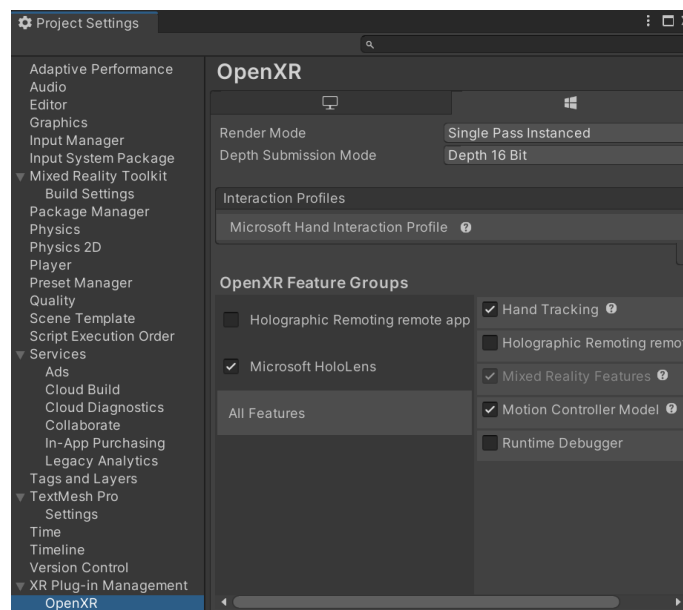 Project Settings
Adaptive Performance
Audio
Editor
Graphics
Input Manager
Input System Package
Mixed Reality Toolkit
Build Settings
Package Manager
Physics
Physics 2D
Player
Preset Manager
Quality
Scene Template
Script Execution Order
Services
Ads
Cloud Build
Cloud Diagnostics
Collaborate
In-App Purchasing
Legacy Analytics
Tags and Layers
TextMesh Pro
Settings
Time
Timeline
Version Control
XR Plug-in Management
OpenXR
OpenXR
Render Mode Single Pass Instanced
Depth Submission Mode Depth 16 Bit
Interaction Profiles
Microsoft Hand Interaction Profile
OpenXR Feature Groups
Holographic Remoting remote app
Microsoft HoloLens
All Features
Hand Tracking
Holographic Remoting remo
Mixed Reality Features
Motion Controller Model
Runtime Debugger